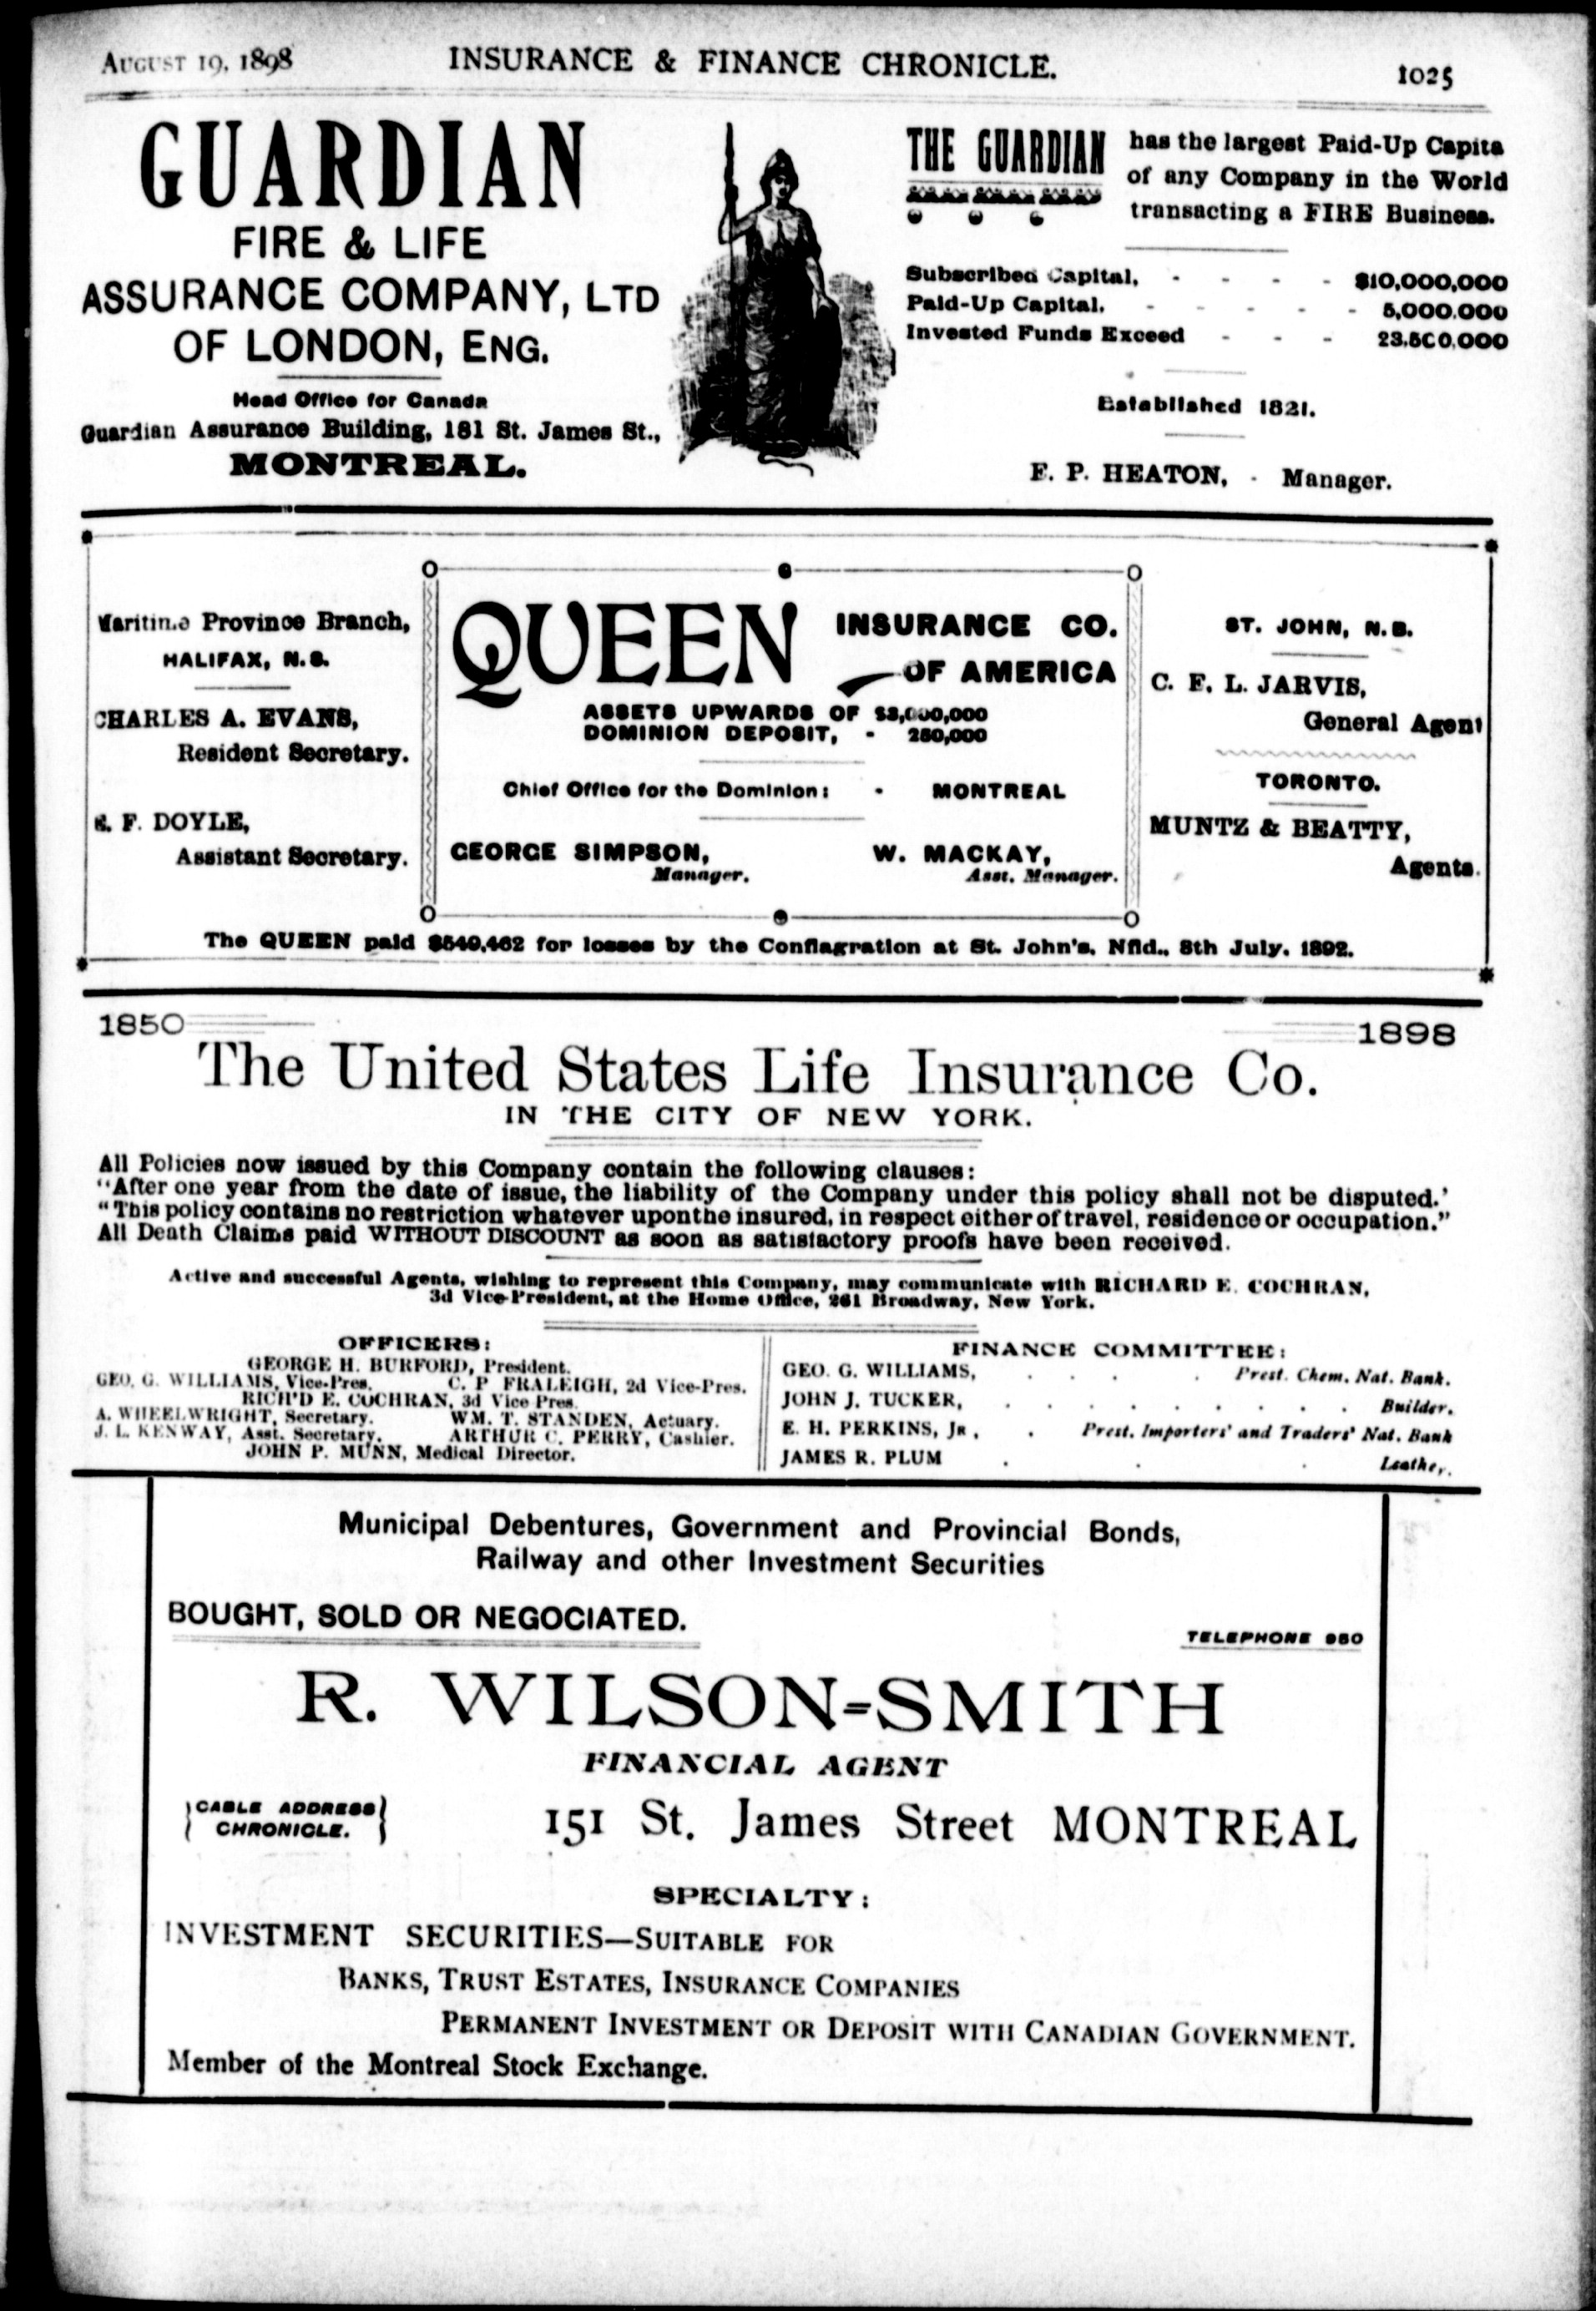 AUGUST 19, 1898 INSURANCE & FINANCE CHRONICLE. 1025
GUARDIAN
FIRE & LIFE
ASSURANCE COMPANY, LTD
OF LONDON, ENG.
Head Office for Canada
Guardian Assurance Building, 181 St. James St.,
MONTREAL.
THE GUARDIAN
has the largest Paid-Up Capita
of any Company in the World
transacting a FIRE Business.
Subscribed Capital, - - - - $10,000,000
Paid-Up Capital. - - - - - 5,000,000
Invested Funds Exceed - - - 23,500,000
Established 1821.
E. P. HEATON, - Manager.
Maritime Province Branch,
HALIFAX, N.S.
CHARLES A. EVANS,
Resident Secretary.
F. DOYLE,
Assistant Secretary.
QUEEN INSURANCE CO.
OF AMERICA
ASSETS UPWARDS OF $3,000,000
DOMINION DEPOSIT, - 250,000
Chief Office for the Dominion: - MONTREAL
GEORGE SIMPSON,
Manager.
W. MACKAY,
Asst. Manager.
ST. JOHN, N.B.
C. E. L. JARVIS,
General Agent
TORONTO.
MUNTZ & BEATTY,
Agents.
The QUEEN paid $549,462 for losses by the Conflagration at St. John's, Nfld., 8th July, 1892.
1850 1898
The United States Life Insurance Co.
IN THE CITY OF NEW YORK.
All Policies now issued by this Company contain the following clauses:
"After one year from the date of issue, the liability of the Company under this policy shall not be disputed.'
"This policy contains no restriction whatever upon the insured, in respect either of travel, residence or occupation."
All Death Claims paid WITHOUT DISCOUNT as soon as satisfactory proofs have been received.
Active and successful Agents, wishing to represent this Company, may communicate with RICHARD E. COCHRAN,
3d Vice-President, at the Home Office, 261 Broadway, New York.
OFFICERS:
GEORGE H. BURFORD, President.
GEO. G. WILLIAMS, Vice-Pres. C. P. FRALEIGH, 2d Vice-Pres.
RICH'D E. COCHRAN, 3d Vice Pres.
A. WHEELWRIGHT, Secretary. WM. T. STANDEN, Actuary.
J. L. KENWAY, Asst. Secretary. ARTHUR C. PERRY, Cashier.
JOHN P. MUNN, Medical Director.
FINANCE COMMITTEE:
GEO. G. WILLIAMS, . . . . Prest. Chem. Nat. Bank.
JOHN J. TUCKER, . . . . . . . . . Builder.
E. H. PERKINS, JR, . Prest. Importers' and Traders' Nat. Bank
JAMES R. PLUM . . . Leather.
Municipal Debentures, Government and Provincial Bonds,
Railway and other Investment Securities
BOUGHT, SOLD OR NEGOCIATED.
TELEPHONE 950
R. WILSON=SMITH
FINANCIAL AGENT
CABLE ADDRESS
CHRONICLE.
151 St. James Street MONTREAL
SPECIALTY:
INVESTMENT SECURITIES—SUITABLE FOR
BANKS, TRUST ESTATES, INSURANCE COMPANIES
PERMANENT INVESTMENT OR DEPOSIT WITH CANADIAN GOVERNMENT.
Member of the Montreal Stock Exchange.